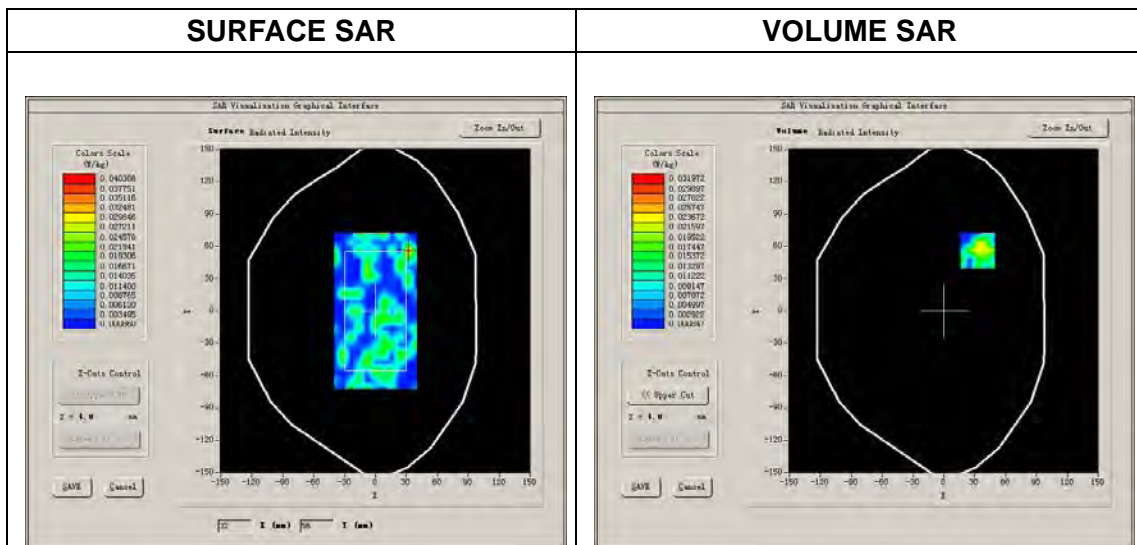 SURFACE SAR
VOLUME SAR
SAR Visualisation Graphical Interface
Surface Radiated Intensity
Zoom In/Out
Colors Scale
(W/kg)
0.037751
0.035116
0.032481
0.029846
0.027211
0.024576
0.021941
0.019306
0.016671
0.014035
0.011400
0.008765
0.006130
0.003495
150
120
90
60
30
0
-30
-60
-90
-120
-150
-150 -120 -90 -60 -30 0 30 60 90 120 150
X
Z-Cuts Control
Z = 4.0 mm
SAVE
Cancel
X (mm)
Y (mm)
SAR Visualisation Graphical Interface
Volume Radiated Intensity
Zoom In/Out
Colors Scale
(W/kg)
0.031972
0.029897
0.027822
0.025747
0.023672
0.021597
0.019522
0.017447
0.015372
0.013297
0.011222
0.009147
0.007072
0.004997
0.002922
0.000847
150
120
90
60
30
0
-30
-60
-90
-120
-150
-150 -120 -90 -60 -30 0 30 60 90 120 150
X
Z-Cuts Control
<< Upper Cut
Z = 4.0 mm
SAVE
Cancel